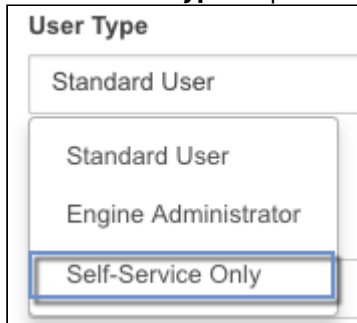 User Type
Standard User
Standard User
Engine Administrator
Self-Service Only